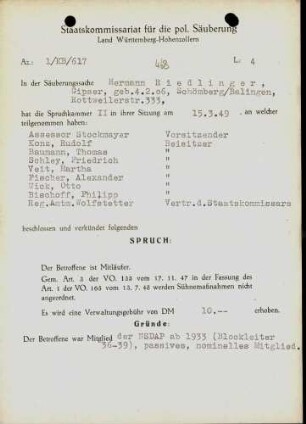 Staatskommissariat für die pol. Säuberung
Land Württemberg-Hohenzollern
Az.: 1/KB/617 418 L: 4
In der Säuberungssache Hermann Riedlinger,
Gipser, geb.4.2.06, Schömberg/Balingen,
Rottweilerstr.333,
hat die Spruchkammer II in ihrer Sitzung am 15.3.49 , an welcher
teilgenommen haben:
Assessor Stockmayer Vorsitzender
Konz, Rudolf Beisitzer
Baumann, Thomas "
Schley, Friedrich "
Veit, Martha "
Fischer, Alexander "
Vick, Otto "
Bischoff, Philipp "
Reg.Amtm.Wolfstetter Vertr.d.Staatskommissars
beschlossen und verkündet folgenden
SPRUCH:
Der Betroffene ist Mitläufer.
Gem. Art. 3 der VO. 133 vom 17. 11. 47 in der Fassung des
Art. 1 der VO. 165 vom 13. 7. 48 werden Sühnemaßnahmen nicht
angeordnet.
Es wird eine Verwaltungsgebühr von DM 10,-- erhoben.
Gründe:
Der Betroffene war Mitglied der NSDAP ab 1933 (Blockleiter
36-39), passives, nominelles Mitglied.